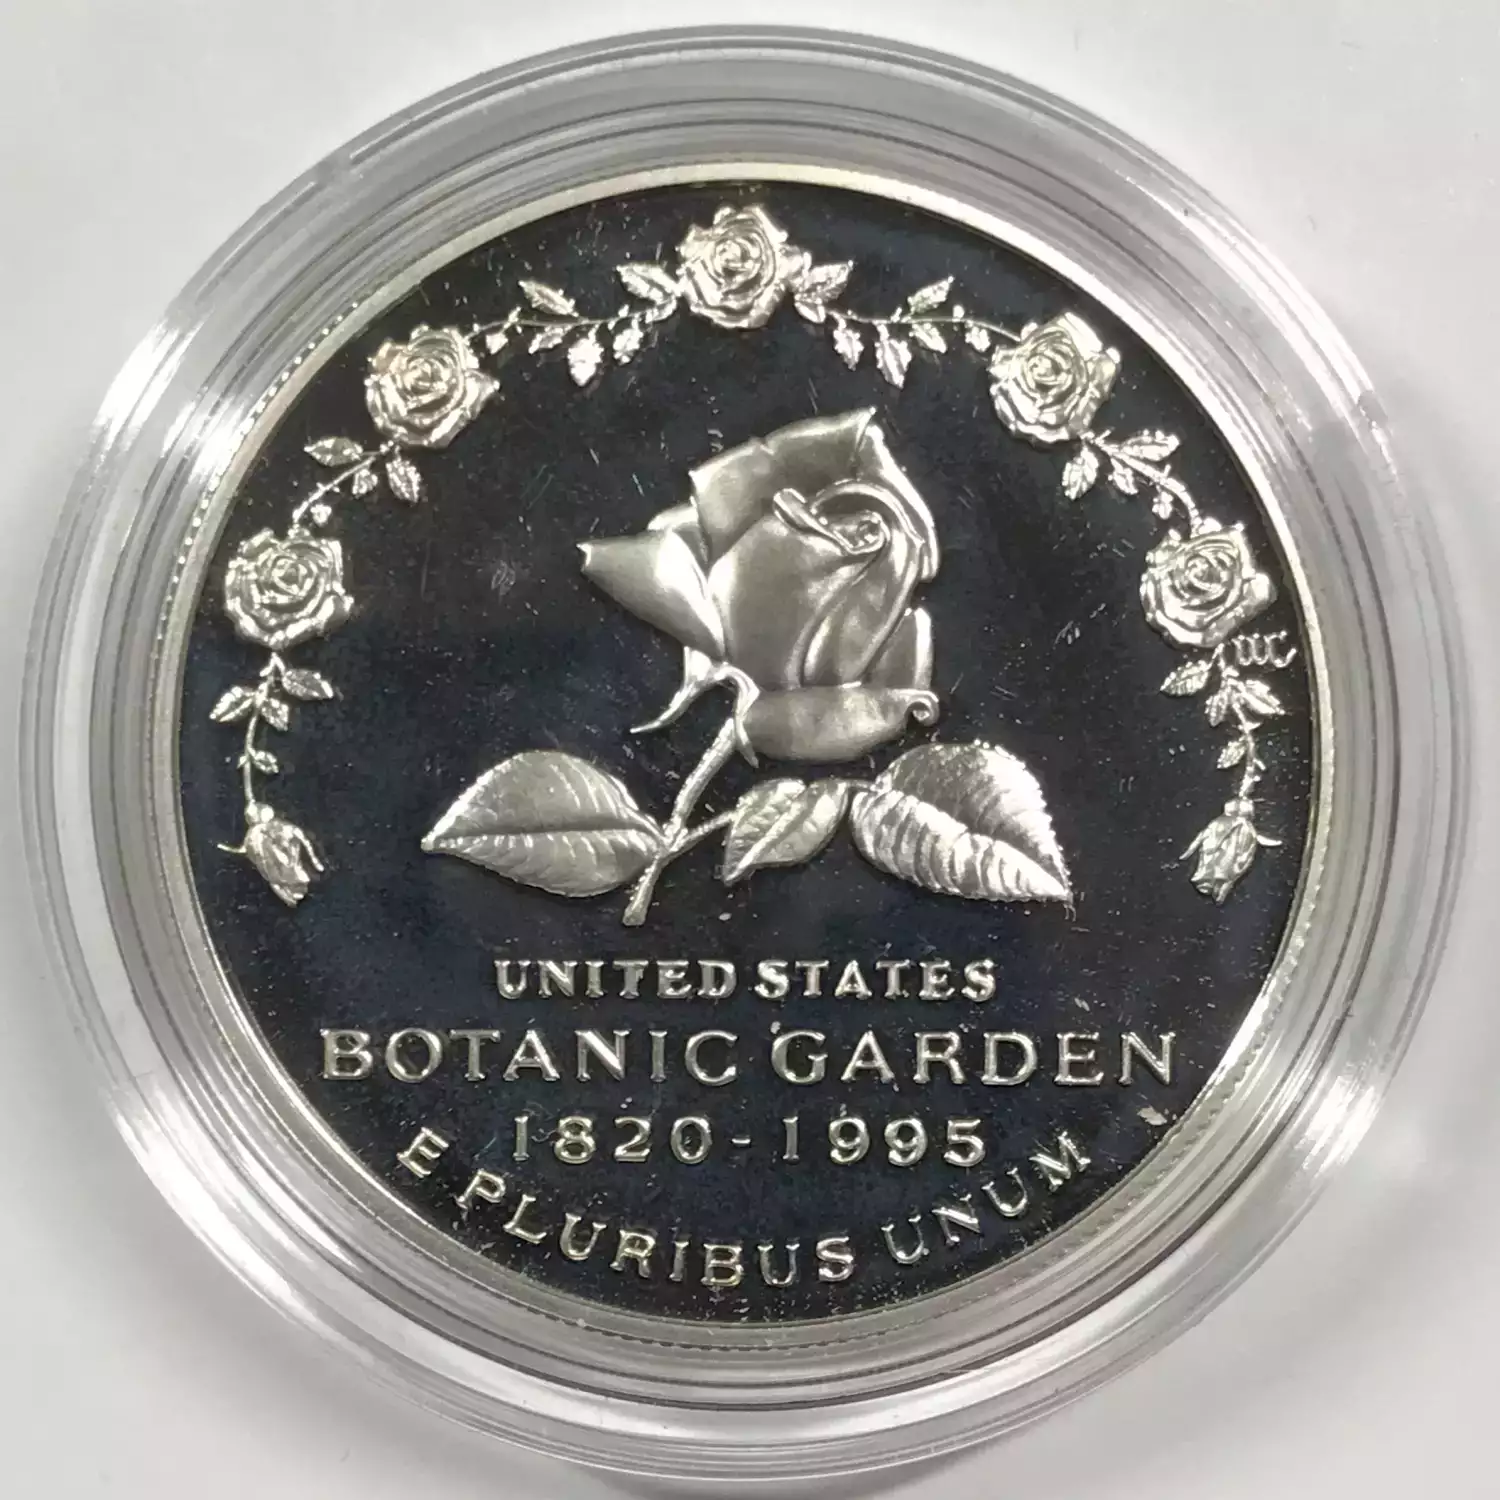 UNITED STATES
BOTANIC GARDEN
1820-1995
E PLURIBUS UNUM